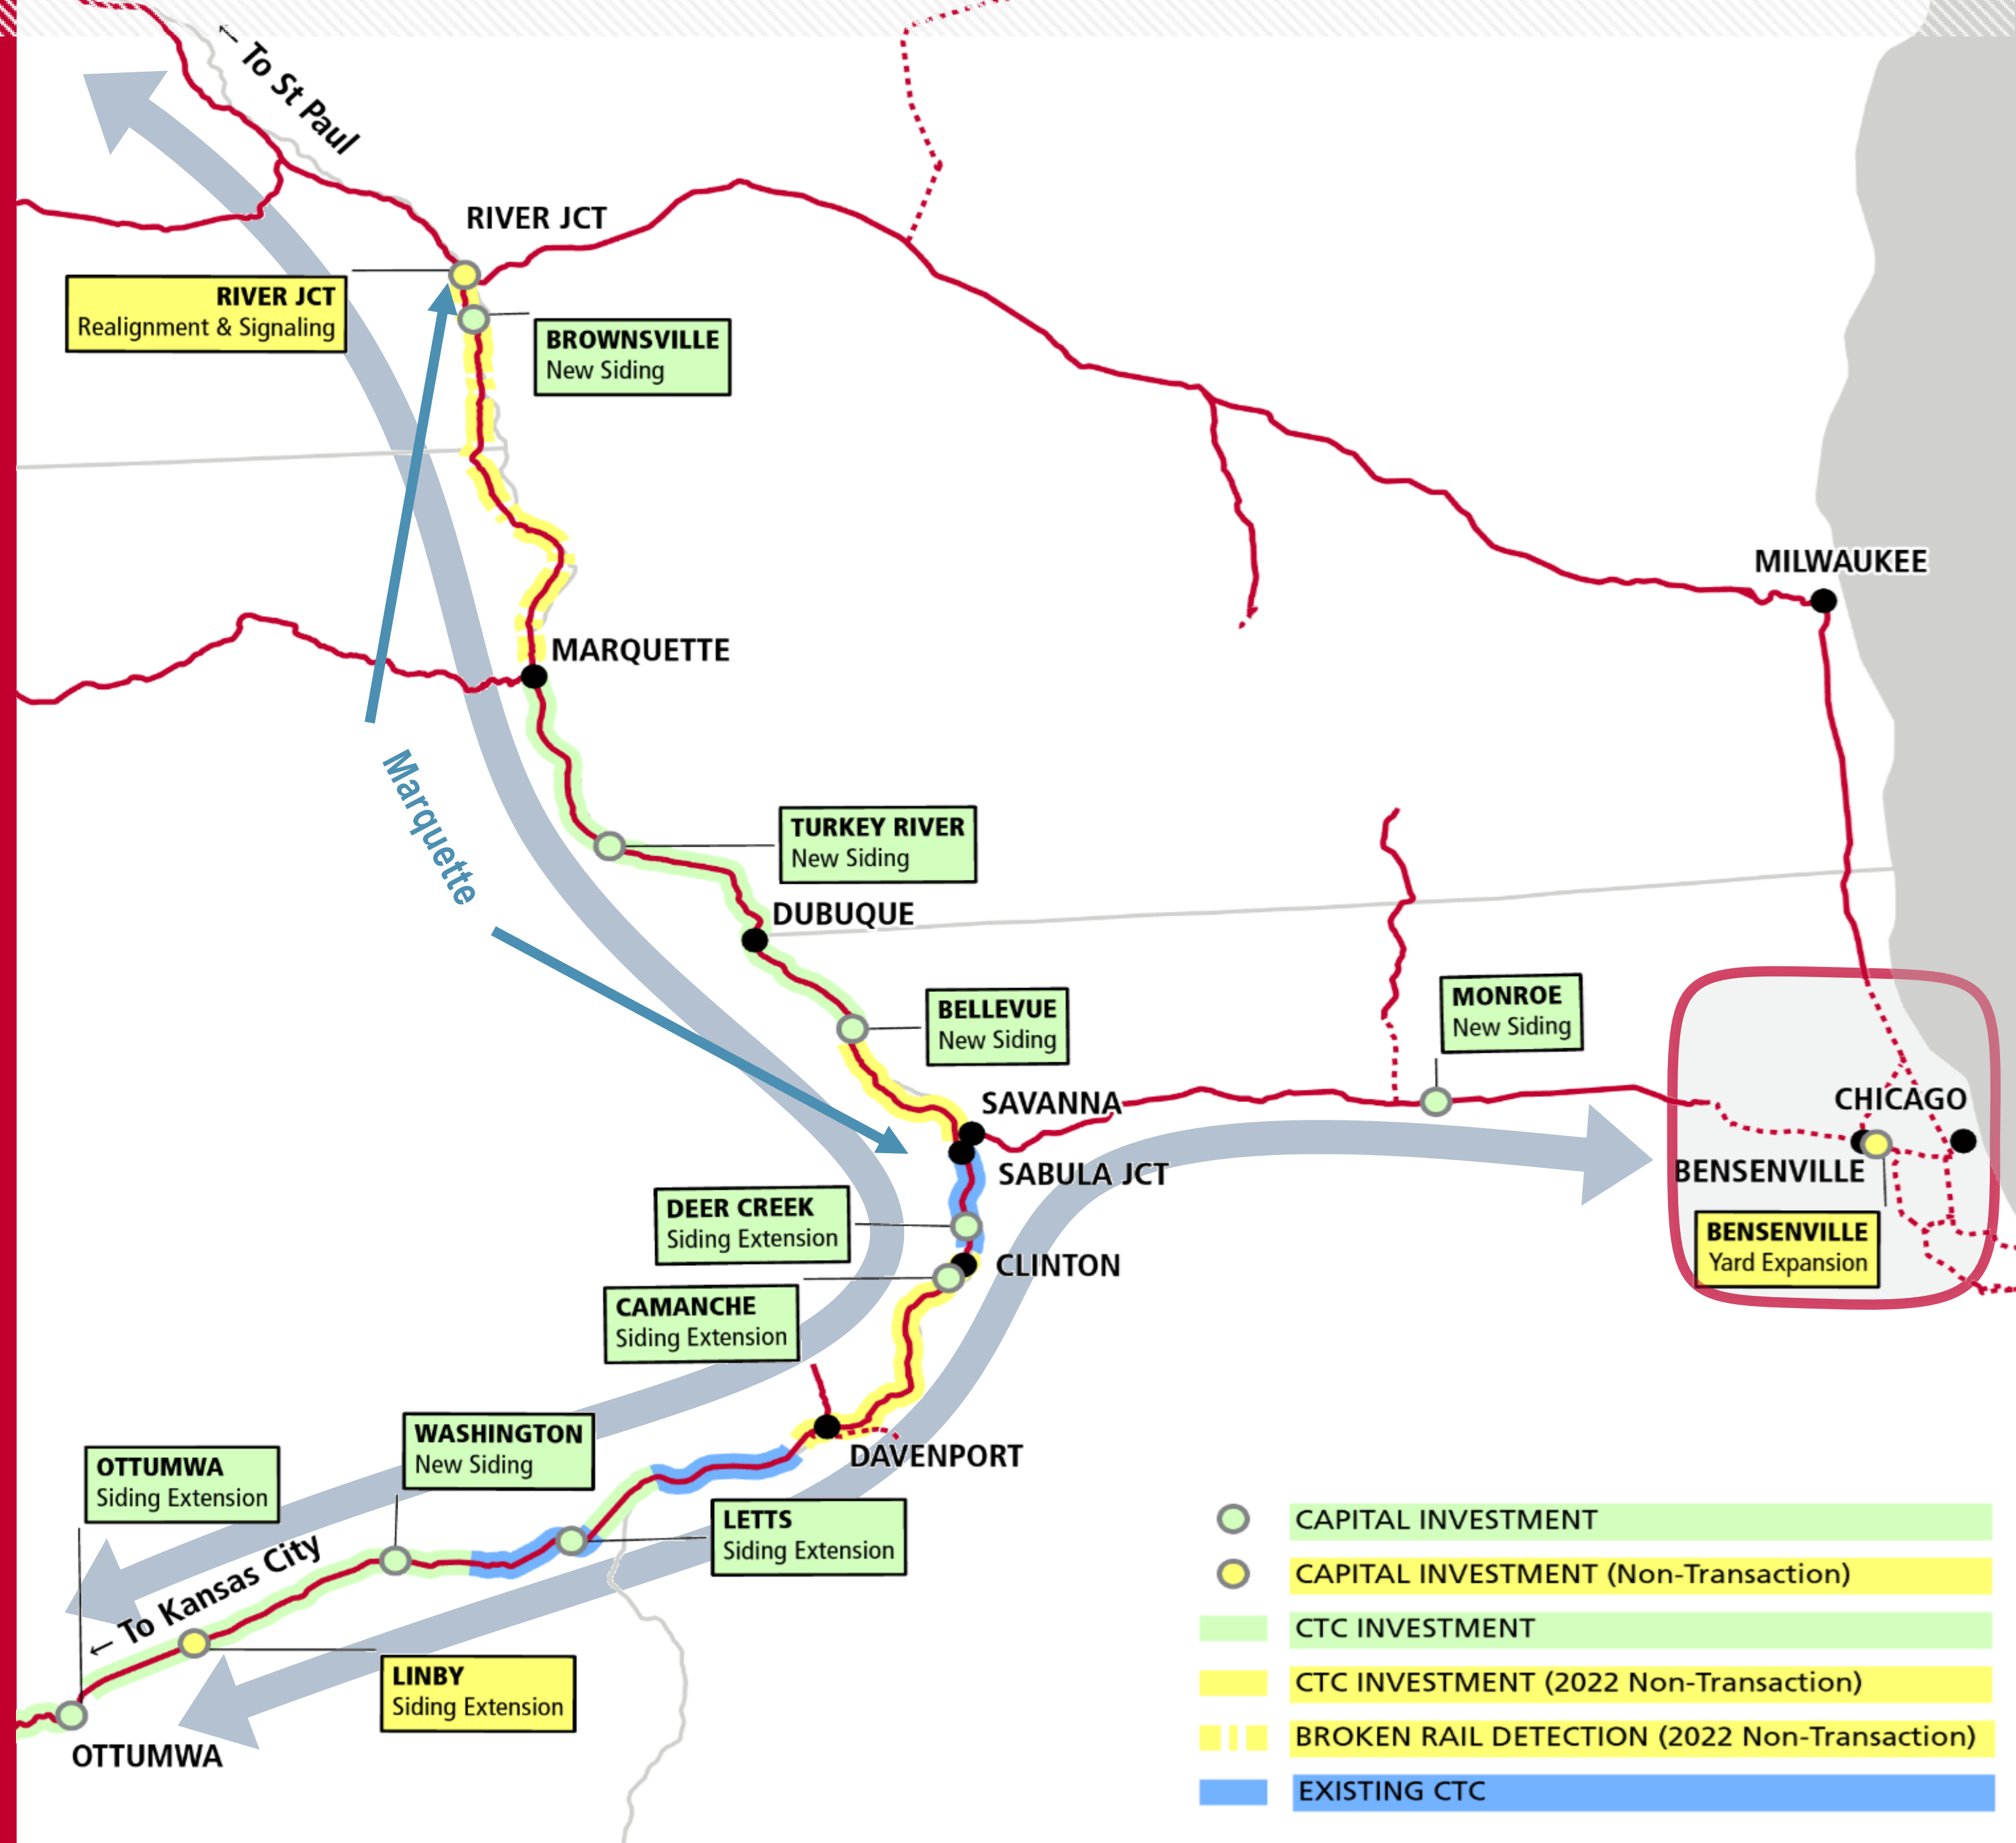 ← To St Paul
RIVER JCT
RIVER JCT
Realignment & Signaling
BROWNSVILLE
New Siding
MILWAUKEE
MARQUETTE
Marquette
TURKEY RIVER
New Siding
DUBUQUE
BELLEVUE
New Siding
MONROE
New Siding
SAVANNA
CHICAGO
SABULA JCT
BENSENVILLE
DEER CREEK
Siding Extension
BENSENVILLE
Yard Expansion
CLINTON
CAMANCHE
Siding Extension
WASHINGTON
New Siding
DAVENPORT
OTTUMWA
Siding Extension
LETTS
Siding Extension
← To Kansas City
LINBY
Siding Extension
OTTUMWA
CAPITAL INVESTMENT
CAPITAL INVESTMENT (Non-Transaction)
CTC INVESTMENT
CTC INVESTMENT (2022 Non-Transaction)
BROKEN RAIL DETECTION (2022 Non-Transaction)
EXISTING CTC